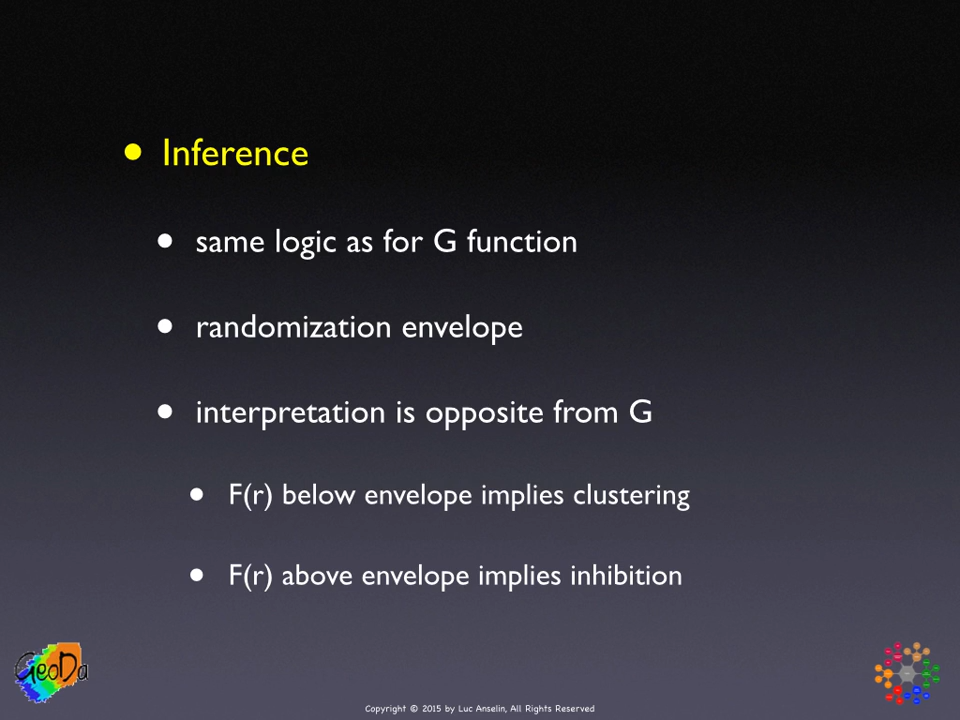 • Inference
• same logic as for G function
• randomization envelope
• interpretation is opposite from G
• F(r) below envelope implies clustering
• F(r) above envelope implies inhibition
GeoDa
Copyright © 2015 by Luc Anselin, All Rights Reserved